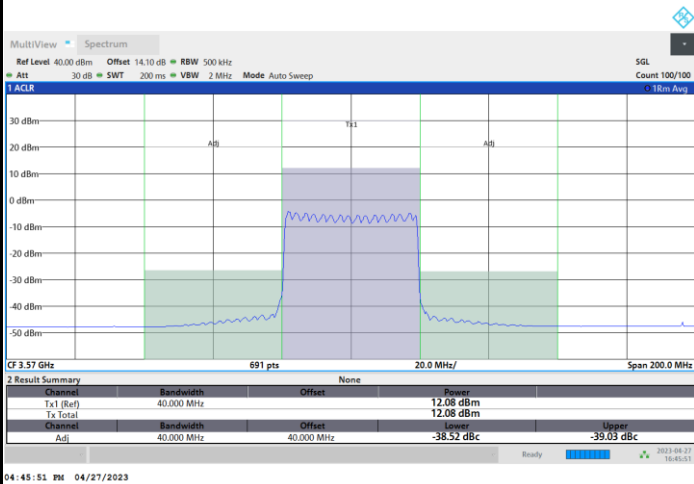 MultiView Spectrum
Ref Level 40.00 dBm Offset 14.10 dB RBW 500 kHz SGL
Att 30 dB SWT 200 ms VBW 2 MHz Mode Auto Sweep Count 100/100
1 ACLR 1Rm Avg
30 dBm
Tx1
20 dBm
Adj Adj
10 dBm
0 dBm
-10 dBm
-20 dBm
-30 dBm
-40 dBm
-50 dBm
CF 3.57 GHz 691 pts 20.0 MHz/ Span 200.0 MHz
2 Result Summary None
Channel Bandwidth Offset Power
Tx1 (Ref) 40.000 MHz 12.08 dBm
Tx Total 12.08 dBm
Channel Bandwidth Offset Lower Upper
Adj 40.000 MHz 40.000 MHz -38.52 dBc -39.03 dBc
Ready 2023-04-27
16:45:51
04:45:51 PM 04/27/2023